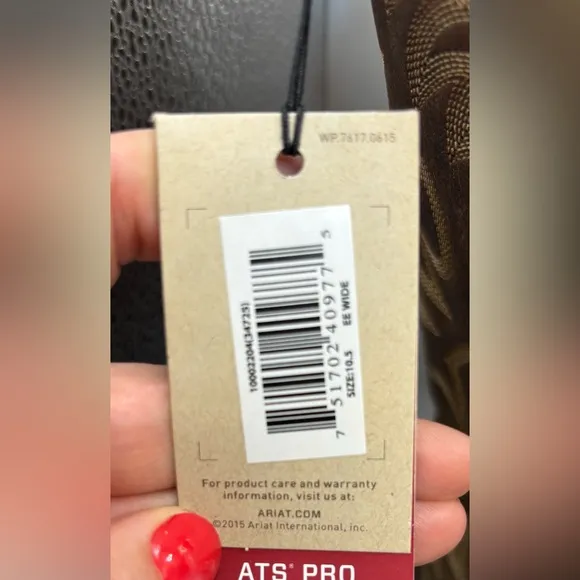 WP.7617.0615
10002204(34725)
7 51702 40977 5
SIZE:10.5 EE WIDE
For product care and warranty
information, visit us at:
ARIAT.COM
©2015 Ariat International, inc.
ATS® PRO